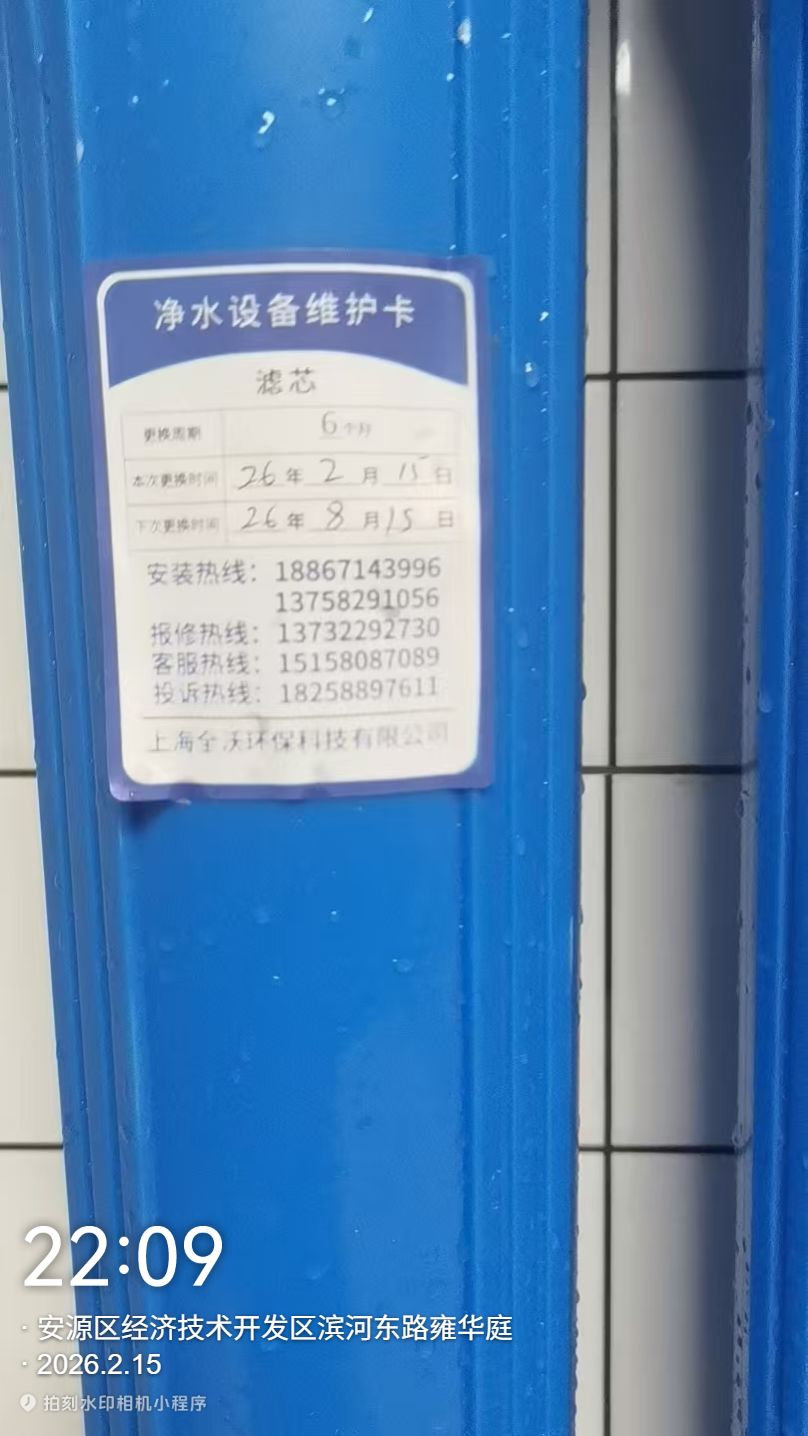 净水设备维护卡
滤芯
更换周期 6个月
本次更换时间 26年 2月 15日
下次更换时间 26年 8月 15日
安装热线：18867143996
13758291056
报修热线：13732292730
客服热线：15158087089
投诉热线：18258897611
上海全沃环保科技有限公司
22:09
· 安源区经济技术开发区滨河东路雍华庭
· 2026.2.15
拍刻水印相机小程序